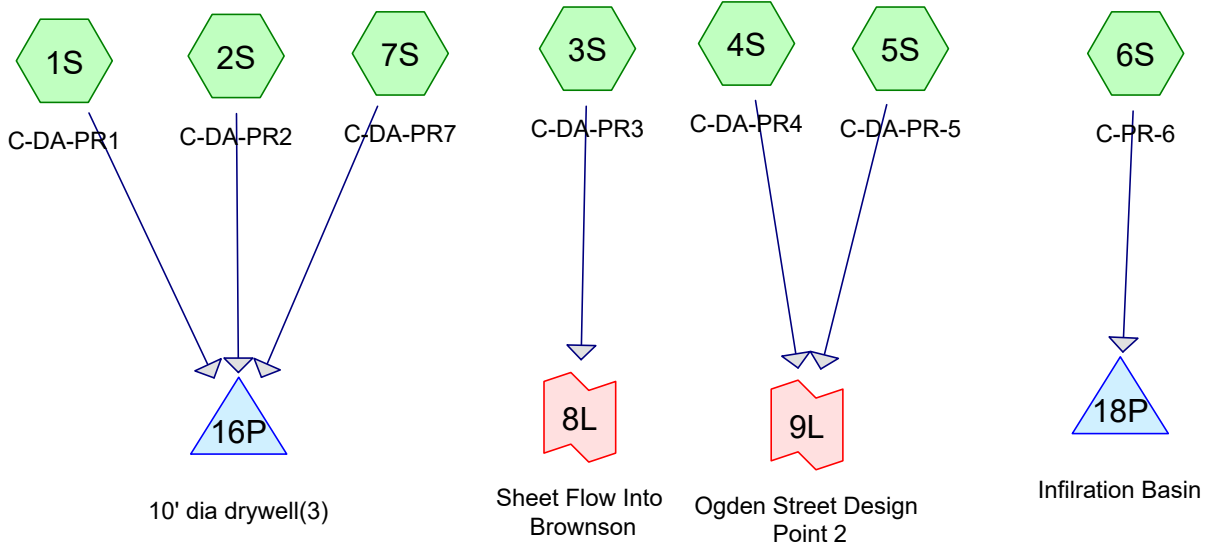 1S
2S
7S
3S
4S
5S
6S
C-DA-PR1
C-DA-PR2
C-DA-PR7
C-DA-PR3
C-DA-PR4
C-DA-PR-5
C-PR-6
16P
8L
9L
18P
10' dia drywell(3)
Sheet Flow Into
Brownson
Ogden Street Design
Point 2
Infilration Basin